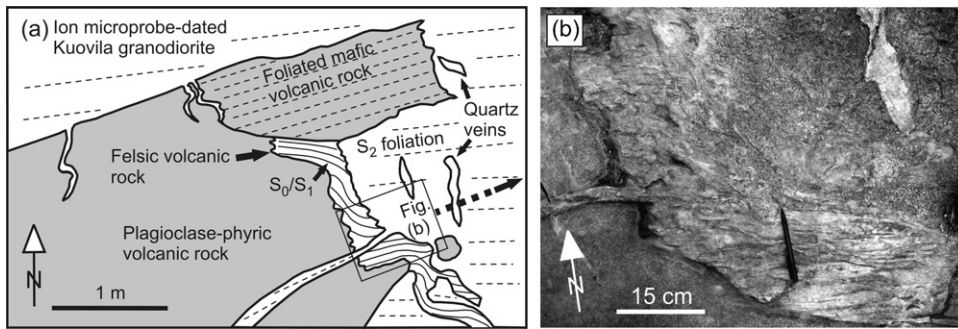 (a) Ion microprobe-dated
Kuovila granodiorite
Foliated mafic
volcanic rock
Quartz
veins
S2 foliation
Felsic volcanic
rock
S0/S1
Fig.
(b)
Plagioclase-phyric
volcanic rock
N
1 m
(b)
N
15 cm